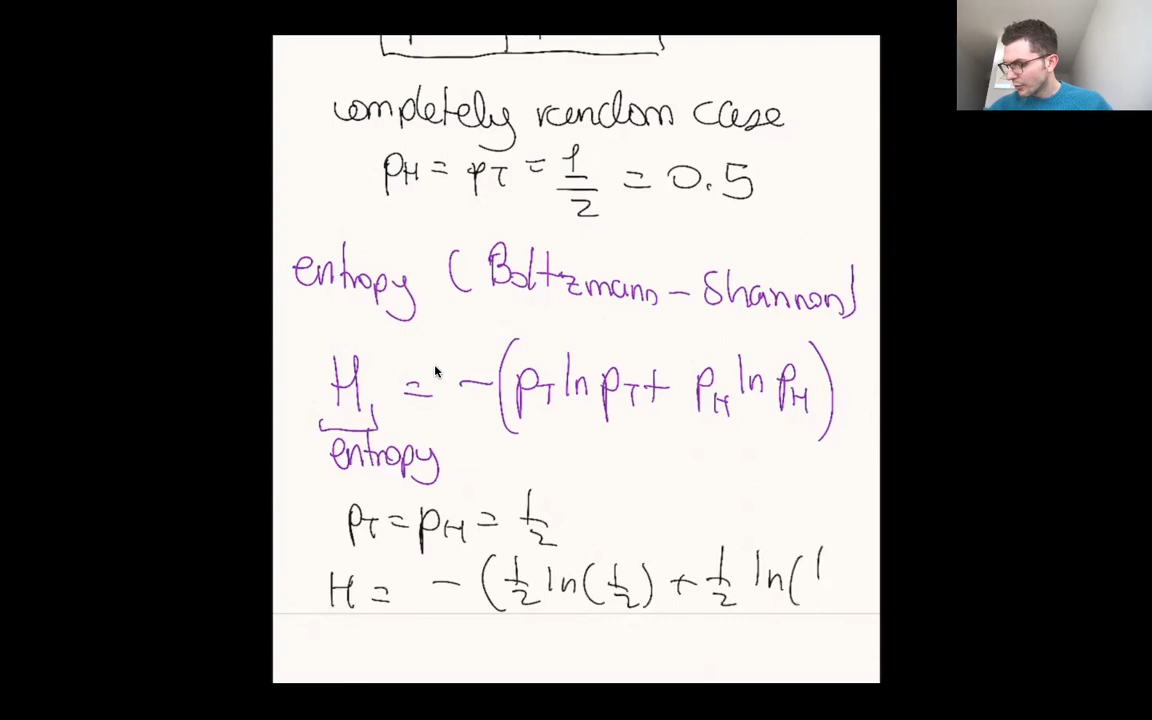 completely random case
pH = pT = 1/2 = 0.5
entropy (Boltzmann - Shannon)
H = -(pT ln pT + pH ln pH)
entropy
pT = pH = 1/2
H = - (1/2 ln(1/2) + 1/2 ln(1